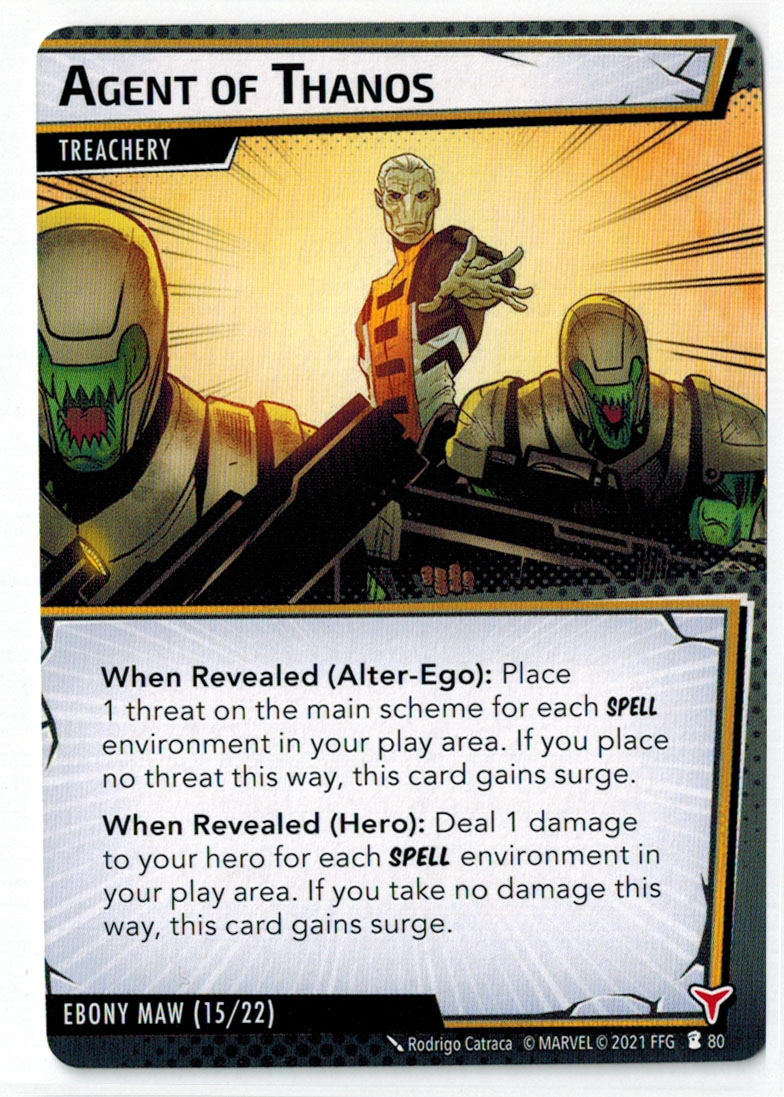 AGENT OF THANOS
TREACHERY
When Revealed (Alter-Ego): Place
1 threat on the main scheme for each SPELL
environment in your play area. If you place
no threat this way, this card gains surge.
When Revealed (Hero): Deal 1 damage
to your hero for each SPELL environment in
your play area. If you take no damage this
way, this card gains surge.
EBONY MAW (15/22)
Rodrigo Catraca © MARVEL © 2021 FFG 80